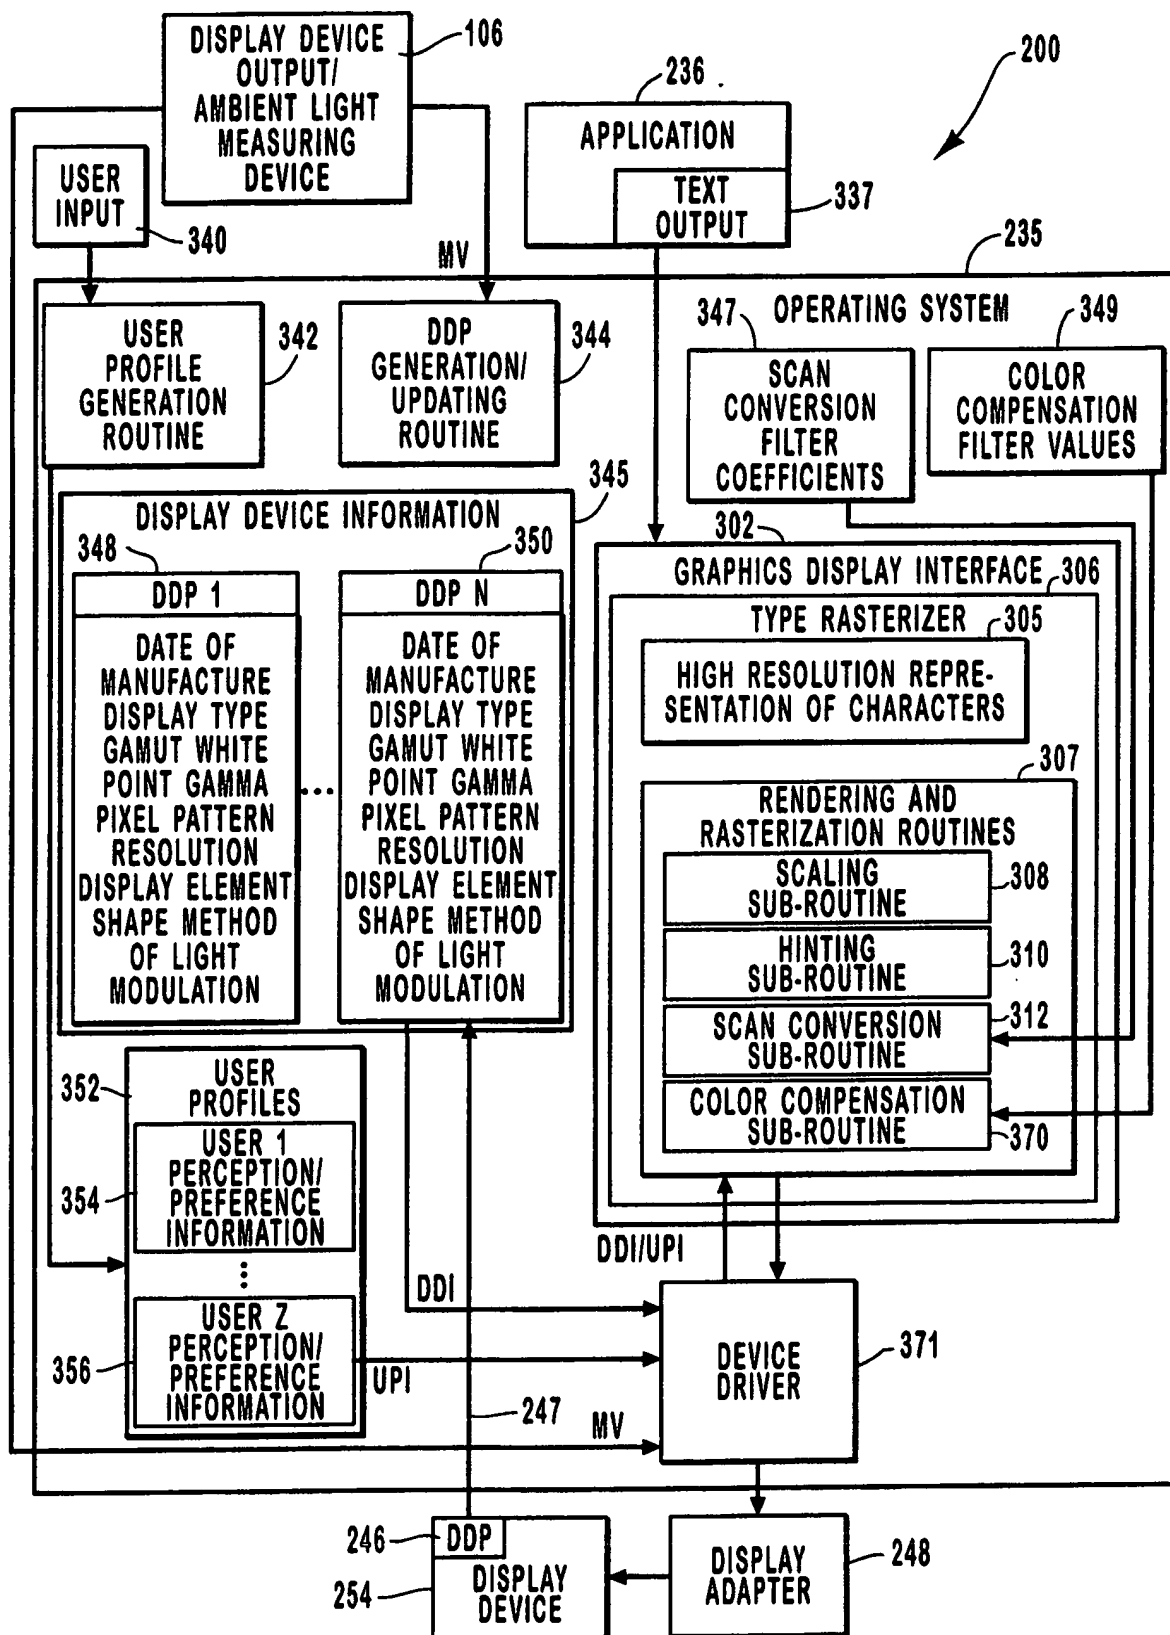 DISPLAY DEVICE
OUTPUT/
AMBIENT LIGHT
MEASURING
DEVICE
106
200
236
APPLICATION
TEXT
OUTPUT
337
USER
INPUT
340
MV
235
OPERATING SYSTEM
USER
PROFILE
GENERATION
ROUTINE
342
DDP
GENERATION/
UPDATING
ROUTINE
344
347
SCAN
CONVERSION
FILTER
COEFFICIENTS
349
COLOR
COMPENSATION
FILTER VALUES
345
DISPLAY DEVICE INFORMATION
348
DDP 1
DATE OF
MANUFACTURE
DISPLAY TYPE
GAMUT WHITE
POINT GAMMA
PIXEL PATTERN
RESOLUTION
DISPLAY ELEMENT
SHAPE METHOD
OF LIGHT
MODULATION
...
350
DDP N
DATE OF
MANUFACTURE
DISPLAY TYPE
GAMUT WHITE
POINT GAMMA
PIXEL PATTERN
RESOLUTION
DISPLAY ELEMENT
SHAPE METHOD
OF LIGHT
MODULATION
302
GRAPHICS DISPLAY INTERFACE
306
TYPE RASTERIZER
305
HIGH RESOLUTION REPRE-
SENTATION OF CHARACTERS
307
RENDERING AND
RASTERIZATION ROUTINES
SCALING
SUB-ROUTINE
308
HINTING
SUB-ROUTINE
310
SCAN CONVERSION
SUB-ROUTINE
312
COLOR COMPENSATION
SUB-ROUTINE
370
352
USER
PROFILES
354
USER 1
PERCEPTION/
PREFERENCE
INFORMATION
...
356
USER Z
PERCEPTION/
PREFERENCE
INFORMATION
DDI
UPI
247
MV
DDI/UPI
DEVICE
DRIVER
371
246
DDP
254
DISPLAY
DEVICE
DISPLAY
ADAPTER
248